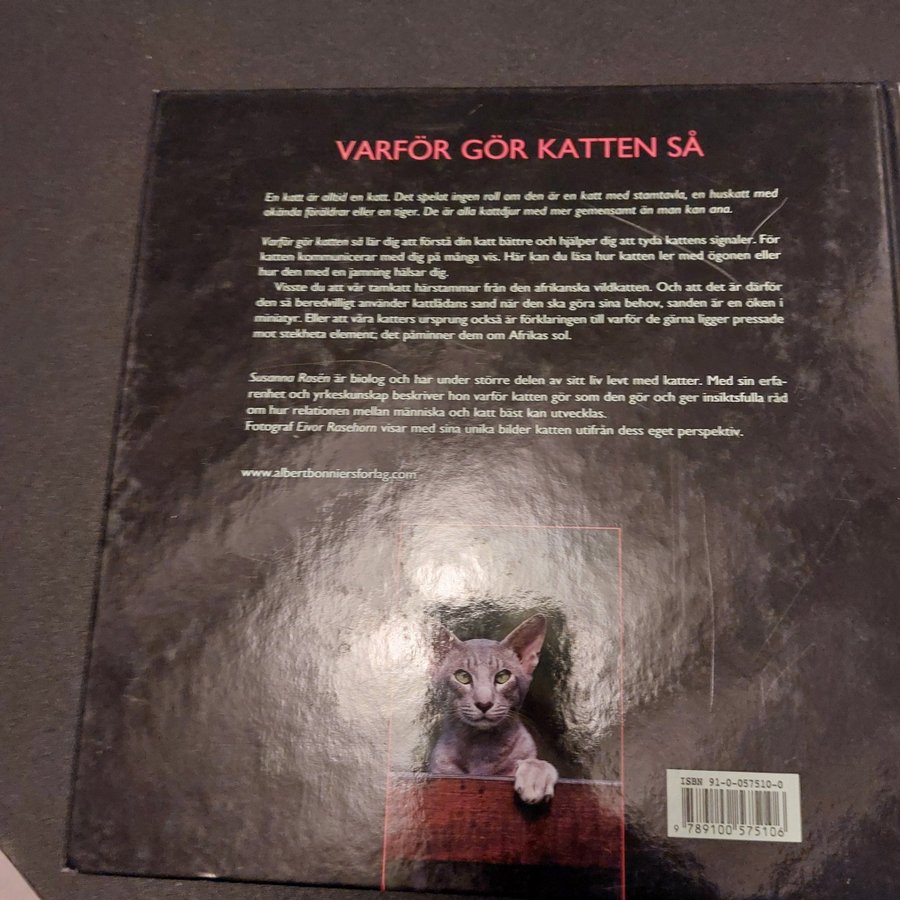 VARFÖR GÖR KATTEN SÅ
En katt är alltid en katt. Det spelat ingen roll om den är en katt med stamtavla, en huskatt med
okända föräldrar eller en tiger. De är alla kattdjur med mer gemensamt än man kan ana.
Varför gör katten så lär dig att förstå din katt bättre och hjälper dig att tyda kattens signaler. För
katten kommunicerar med dig på många vis. Här kan du läsa hur katten ler med ögonen eller
hur den med en jamning hälsar dig.
Visste du att vår tamkatt härstammar från den afrikanska vildkatten. Och att det är därför
den så beredvilligt använder kattlådans sand när den ska göra sina behov, sanden är en öken i
miniatyr. Eller att våra katters ursprung också är förklaringen till varför de gärna ligger pressade
mot stekheta element; det påminner dem om Afrikas sol.
Susanna Rosén är biolog och har under större delen av sitt liv levt med katter. Med sin erfa-
renhet och yrkeskunskap beskriver hon varför katten gör som den gör och ger insiktsfulla råd
om hur relationen mellan människa och katt bäst kan utvecklas.
Fotograf Eivor Rasehorn visar med sina unika bilder katten utifrån dess eget perspektiv.
www.albertbonniersforlag.com
ISBN 91-0-057510-0
9 789100 575106